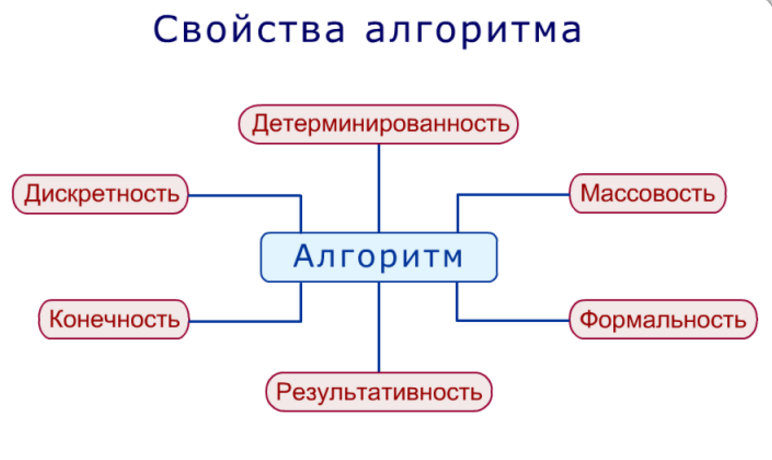 Свойства алгоритма
Детерминированность
Дискретность
Массовость
Алгоритм
Конечность
Формальность
Результативность